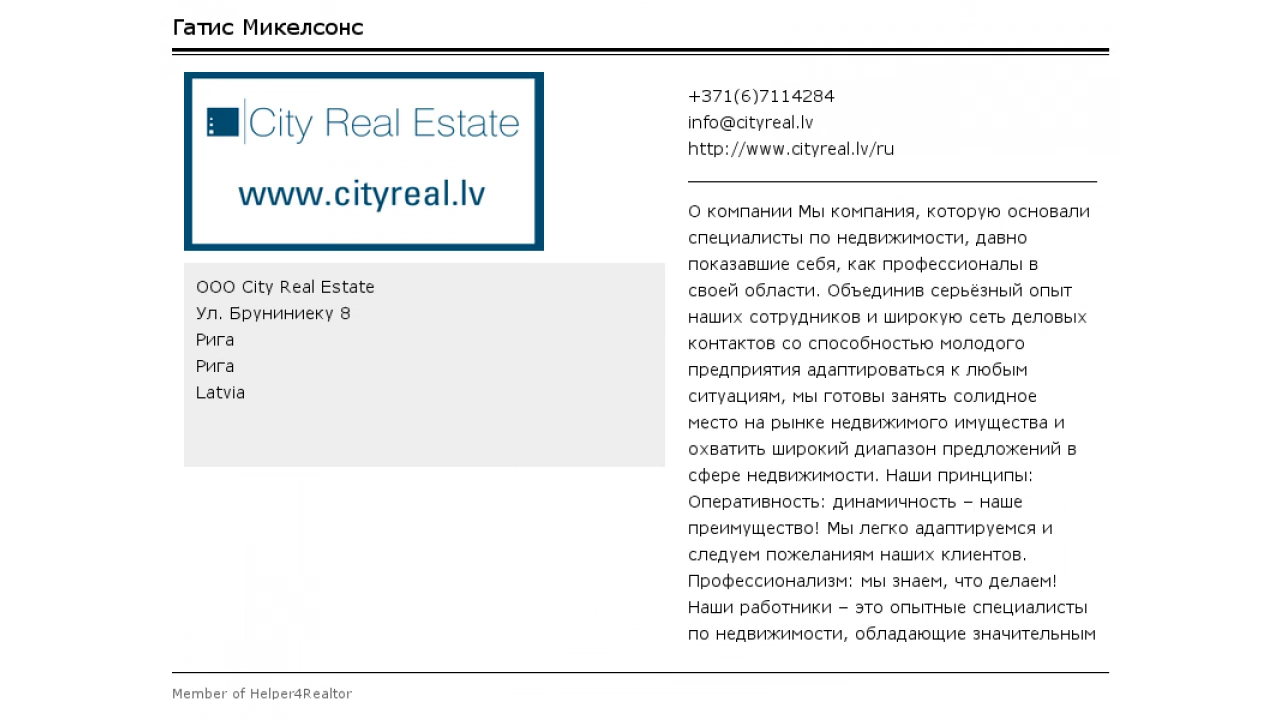 Гатис Микелсонс
City Real Estate
www.cityreal.lv
ООО City Real Estate
Ул. Бруниниеку 8
Рига
Рига
Latvia
+371(6)7114284
info@cityreal.lv
http://www.cityreal.lv/ru
О компании Мы компания, которую основали
специалисты по недвижимости, давно
показавшие себя, как профессионалы в
своей области. Объединив серьёзный опыт
наших сотрудников и широкую сеть деловых
контактов со способностью молодого
предприятия адаптироваться к любым
ситуациям, мы готовы занять солидное
место на рынке недвижимого имущества и
охватить широкий диапазон предложений в
сфере недвижимости. Наши принципы:
Оперативность: динамичность – наше
преимущество! Мы легко адаптируемся и
следуем пожеланиям наших клиентов.
Профессионализм: мы знаем, что делаем!
Наши работники – это опытные специалисты
по недвижимости, обладающие значительным
Member of Helper4Realtor